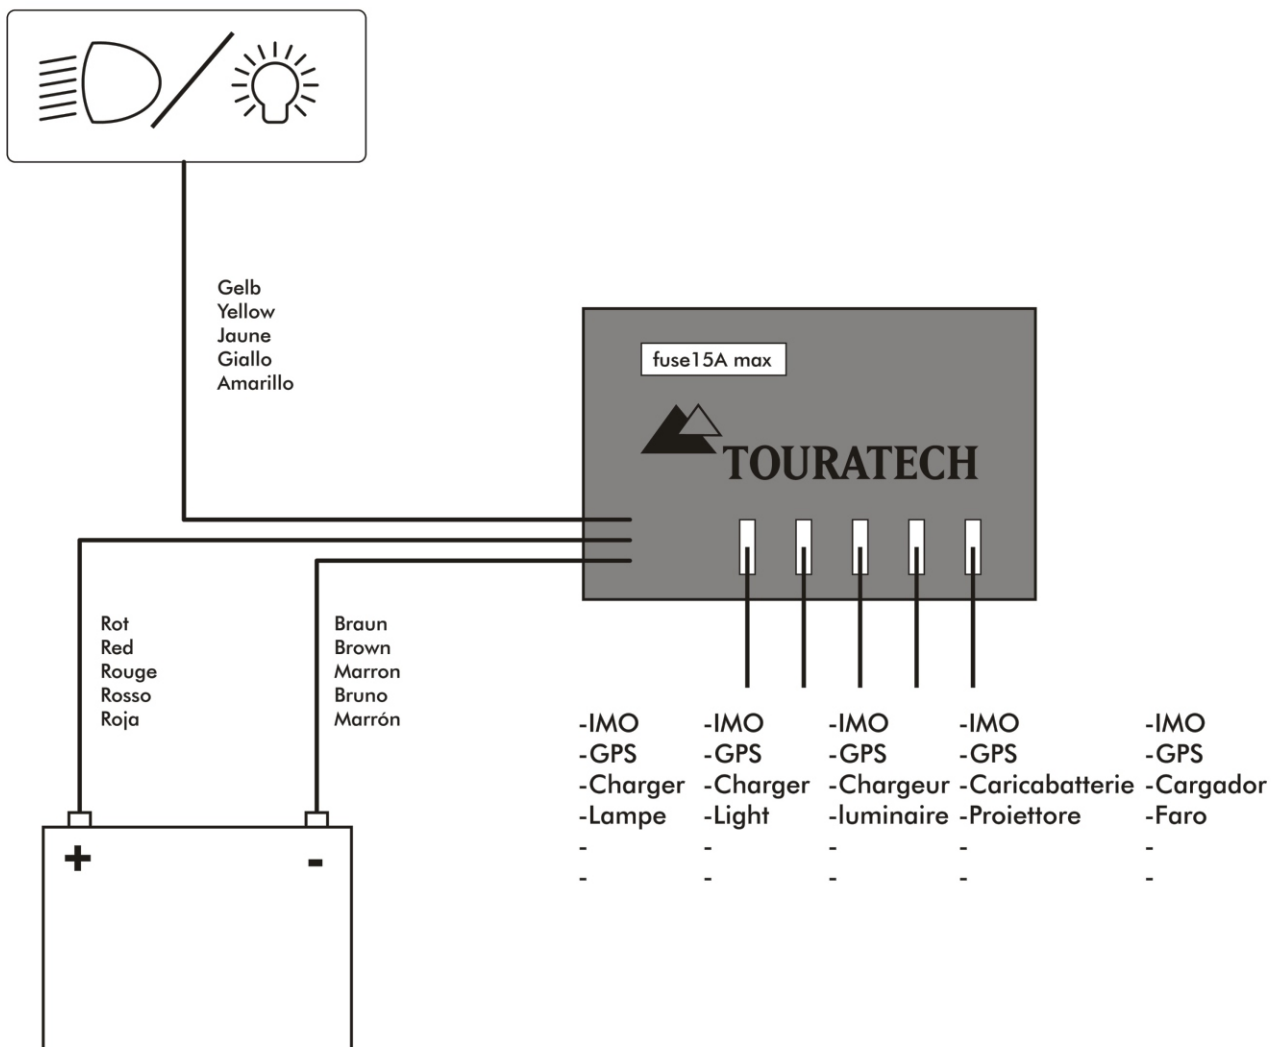 Gelb
Yellow
Jaune
Giallo
Amarillo
fuse15A max
TOURATECH
Rot
Red
Rouge
Rosso
Roja
Braun
Brown
Marron
Bruno
Marrón
-IMO
-GPS
-Charger
-Lampe
-
-
-IMO
-GPS
-Charger
-Light
-
-
-IMO
-GPS
-Chargeur
-luminaire
-
-
-IMO
-GPS
-Caricabatterie
-Proiettore
-
-
-IMO
-GPS
-Cargador
-Faro
-
-
+
-